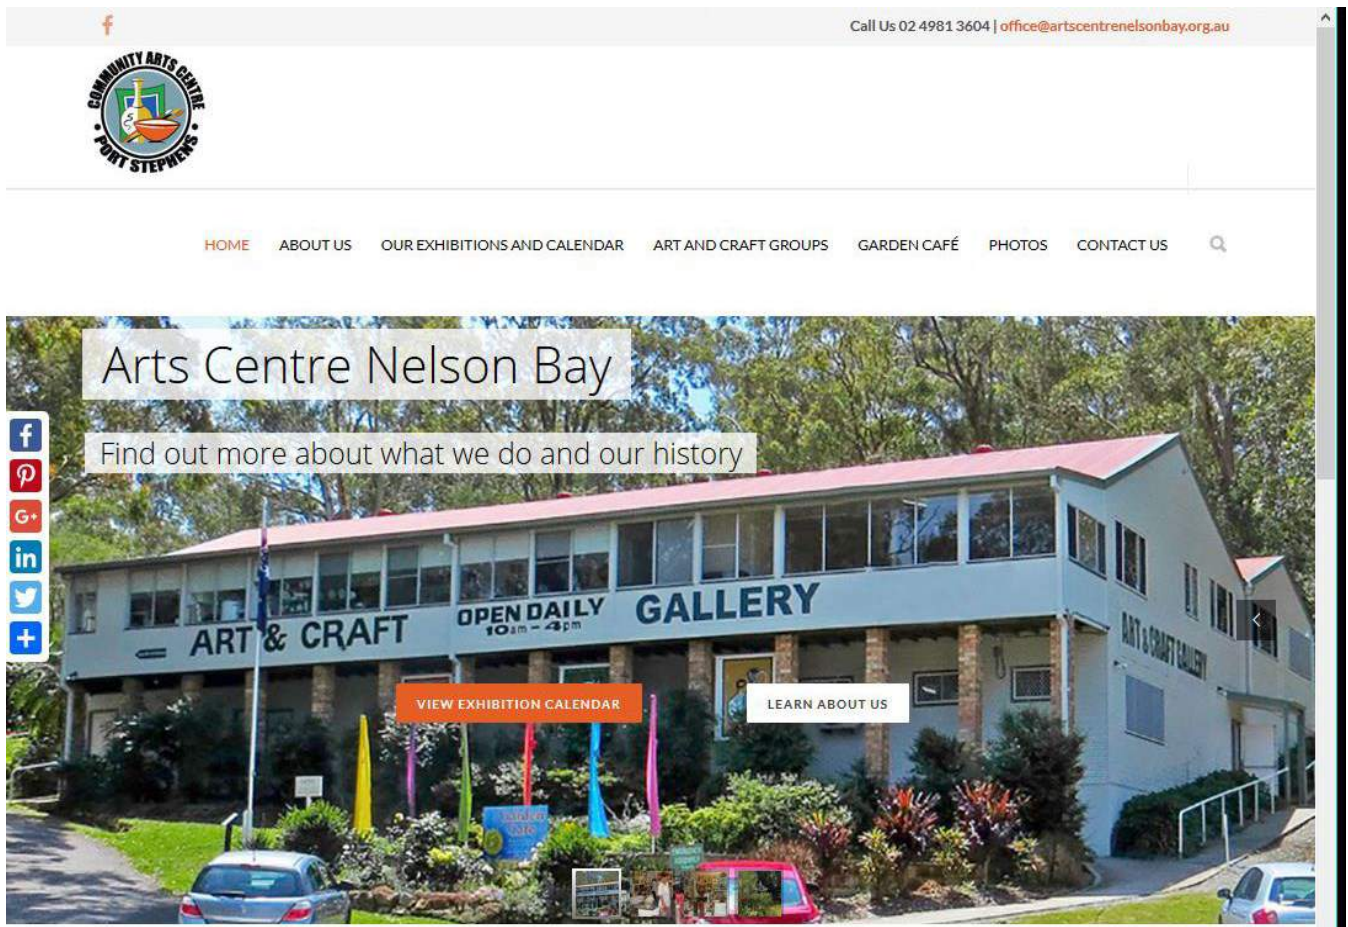 Call Us 02 4981 3604 | office@artscentrenelsonbay.org.au
COMMUNITY ARTS CENTRE
• PORT STEPHENS •
HOME ABOUT US OUR EXHIBITIONS AND CALENDAR ART AND CRAFT GROUPS GARDEN CAFÉ PHOTOS CONTACT US
Arts Centre Nelson Bay
Find out more about what we do and our history
ART & CRAFT OPEN DAILY GALLERY
10am - 4pm
ART & CRAFT GALLERY
VIEW EXHIBITION CALENDAR LEARN ABOUT US
Garden
Café